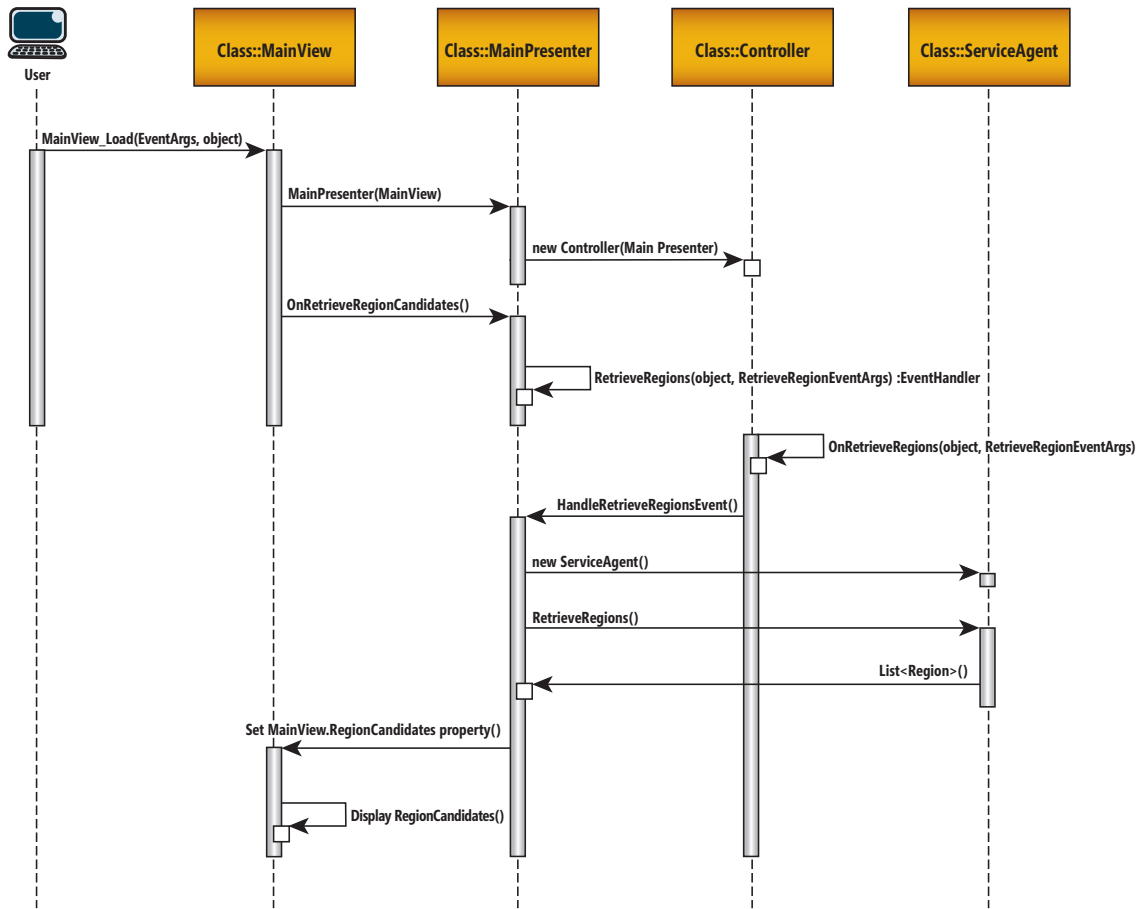 User
Class::MainView
Class::MainPresenter
Class::Controller
Class::ServiceAgent
MainView_Load(EventArgs, object)
MainPresenter(MainView)
new Controller(Main Presenter)
OnRetrieveRegionCandidates()
RetrieveRegions(object, RetrieveRegionEventArgs) :EventHandler
OnRetrieveRegions(object, RetrieveRegionEventArgs)
HandleRetrieveRegionsEvent()
new ServiceAgent()
RetrieveRegions()
List<Region>()
Set MainView.RegionCandidates property()
Display RegionCandidates()